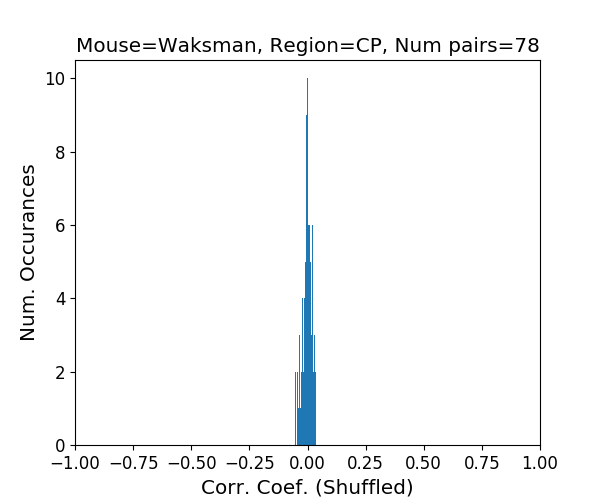 Mouse=Waksman, Region=CP, Num pairs=78
10
8
6
4
2
0
Num. Occurances
−1.00 −0.75 −0.50 −0.25 0.00 0.25 0.50 0.75 1.00
Corr. Coef. (Shuffled)